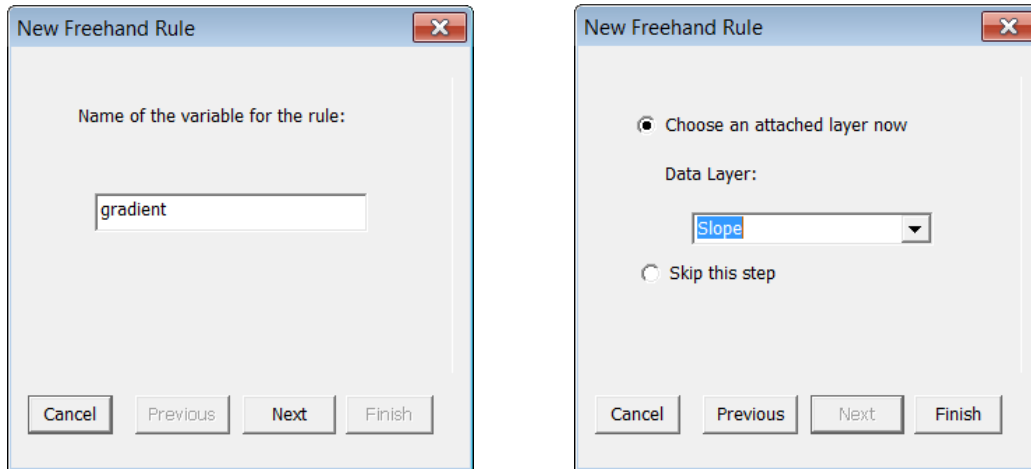 New Freehand Rule
Name of the variable for the rule:
gradient
Cancel Previous Next Finish
New Freehand Rule
Choose an attached layer now
Data Layer:
Slope
Skip this step
Cancel Previous Next Finish